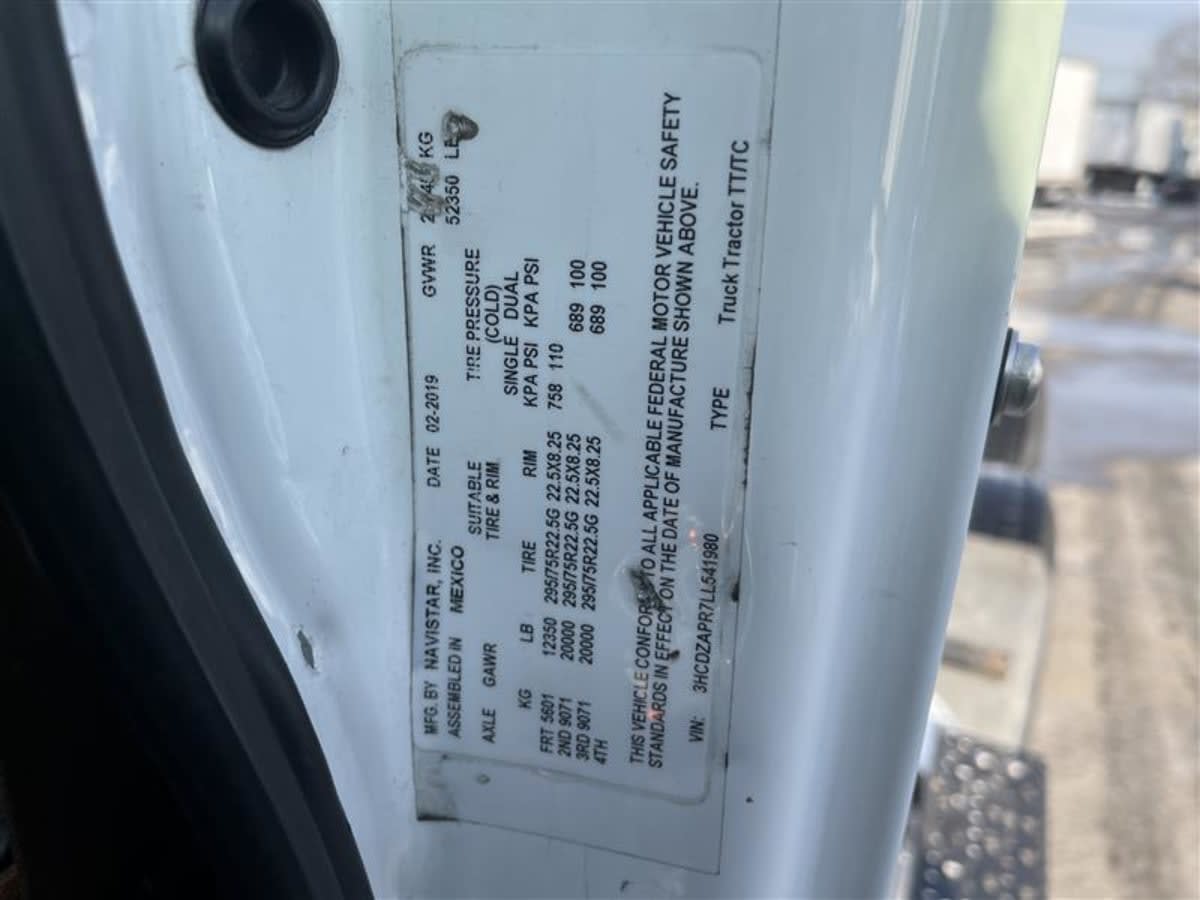 MFG. BY NAVISTAR, INC. DATE 02-2019 GVWR KG
ASSEMBLED IN MEXICO 52350
SUITABLE TIRE PRESSURE
AXLE GAWR TIRE & RIM (COLD)
SINGLE DUAL
KG LB TIRE RIM KPA PSI KPA PSI
FRT 5601 12350 295/75R22.5G 22.5X8.25 758 110
2ND 9071 20000 295/75R22.5G 22.5X8.25 689 100
3RD 9071 20000 295/75R22.5G 22.5X8.25 689 100
4TH
THIS VEHICLE TO ALL APPLICABLE FEDERAL MOTOR VEHICLE SAFETY
STANDARDS IN EFFECT ON THE DATE OF MANUFACTURE SHOWN ABOVE.
VIN: 3HCDZAPR7LL541980 TYPE Truck Tractor TT/TC